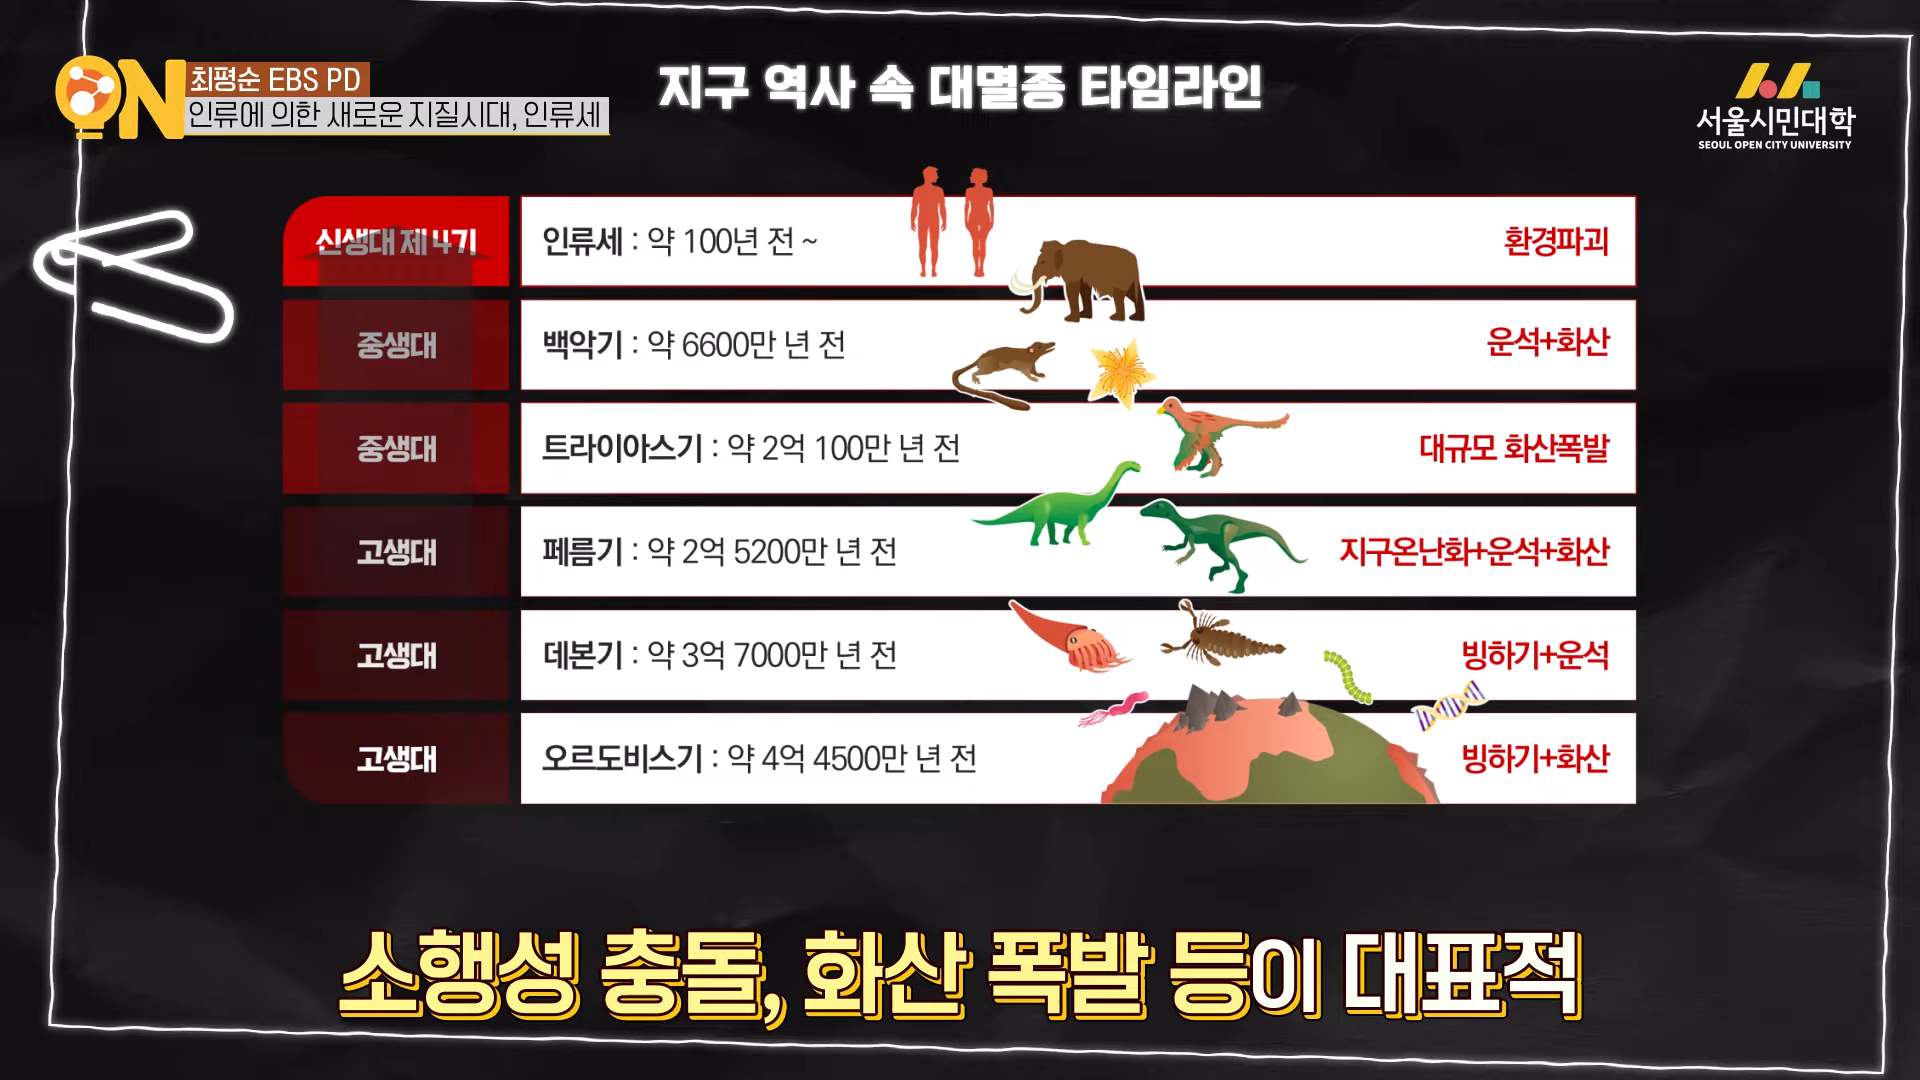 ON
최평순 EBS PD
인류에 의한 새로운 지질시대, 인류세
지구 역사 속 대멸종 타임라인
서울시민대학
SEOUL OPEN CITY UNIVERSITY
신생대 제 4기 인류세 : 약 100년 전 ~ 환경파괴
중생대 백악기 : 약 6600만 년 전 운석+화산
중생대 트라이아스기 : 약 2억 100만 년 전 대규모 화산폭발
고생대 페름기 : 약 2억 5200만 년 전 지구온난화+운석+화산
고생대 데본기 : 약 3억 7000만 년 전 빙하기+운석
고생대 오르도비스기 : 약 4억 4500만 년 전 빙하기+화산
소행성 충돌, 화산 폭발 등이 대표적